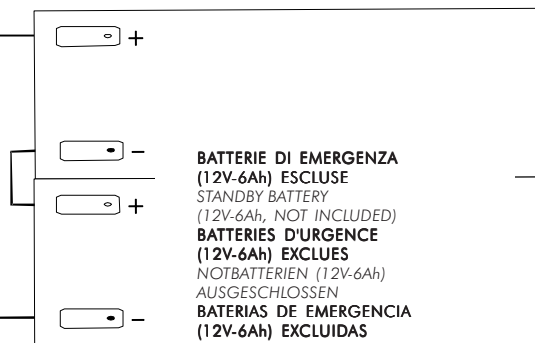 +
–
BATTERIE DI EMERGENZA
(12V-6Ah) ESCLUSE
STANDBY BATTERY
(12V-6Ah, NOT INCLUDED)
+
BATTERIES D'URGENCE
(12V-6Ah) EXCLUES
NOTBATTERIEN (12V-6Ah)
AUSGESCHLOSSEN
BATERIAS DE EMERGENCIA
–
(12V-6Ah) EXCLUIDAS